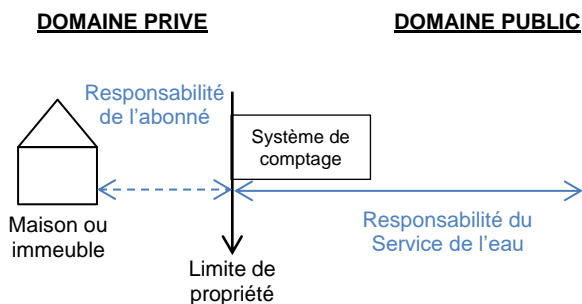 DOMAINE PRIVE
DOMAINE PUBLIC
Responsabilité
de l'abonné
Système de
comptage
Maison ou
immeuble
Responsabilité du
Service de l'eau
Limite de
propriété